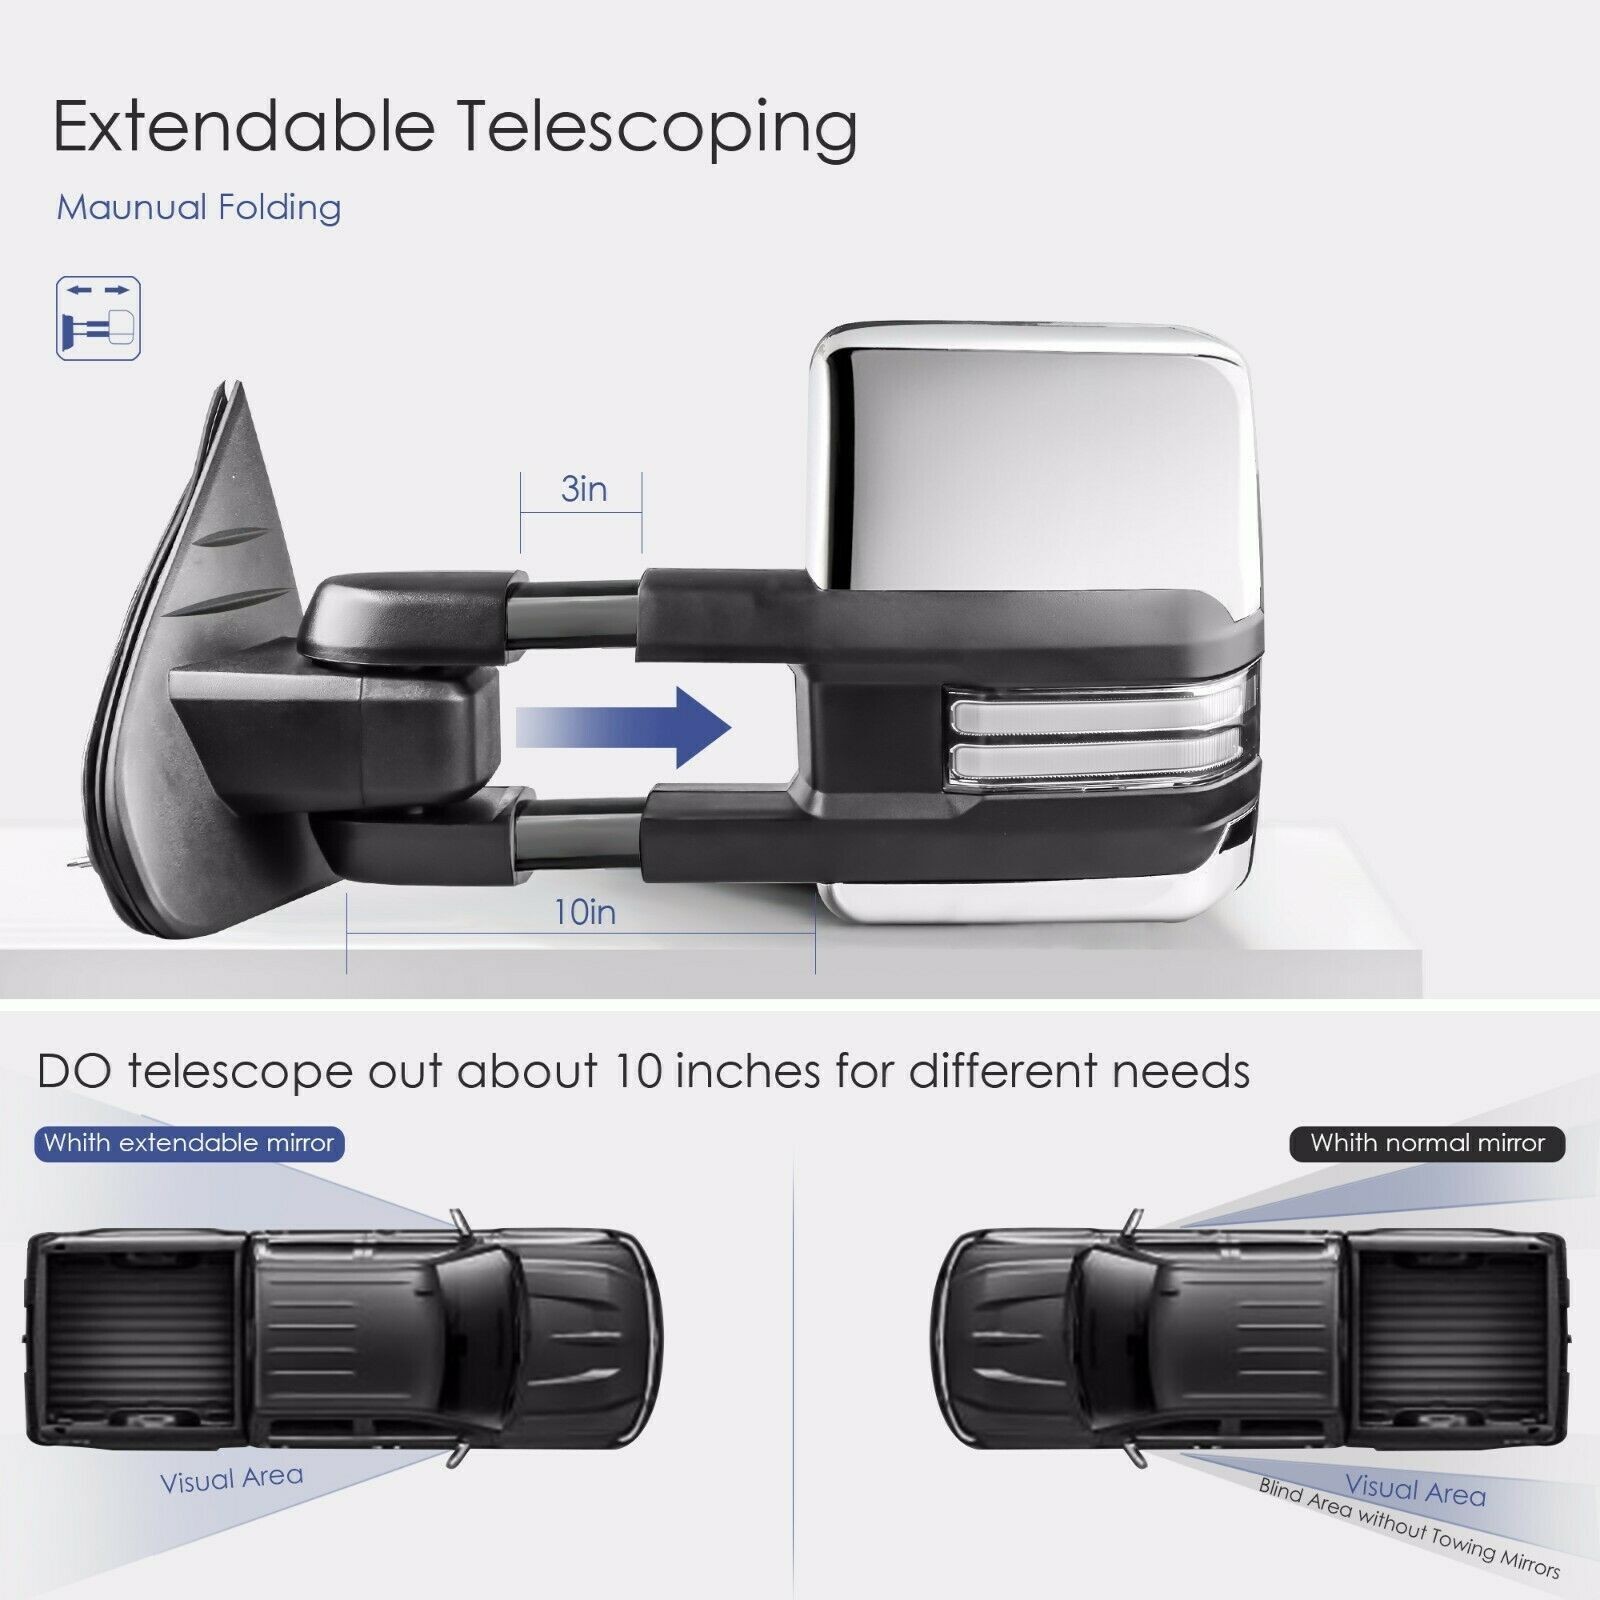 Extendable Telescoping
Maunual Folding
3in
10in
DO telescope out about 10 inches for different needs
Whith extendable mirror
Whith normal mirror
Visual Area
Visual Area
Blind Area without Towing Mirrors